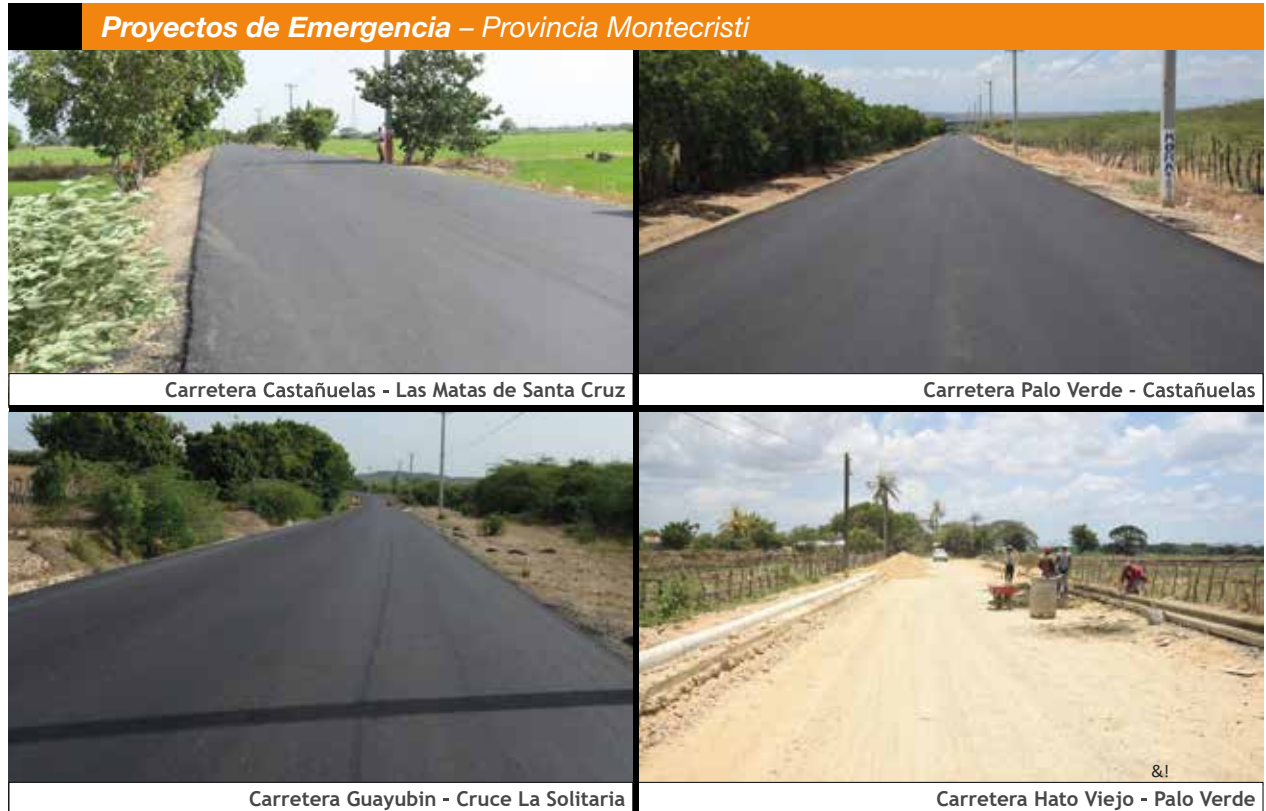 Proyectos de Emergencia – Provincia Montecristi
Carretera Castañuelas - Las Matas de Santa Cruz
Carretera Palo Verde - Castañuelas
Carretera Guayubin - Cruce La Solitaria
&!
Carretera Hato Viejo - Palo Verde